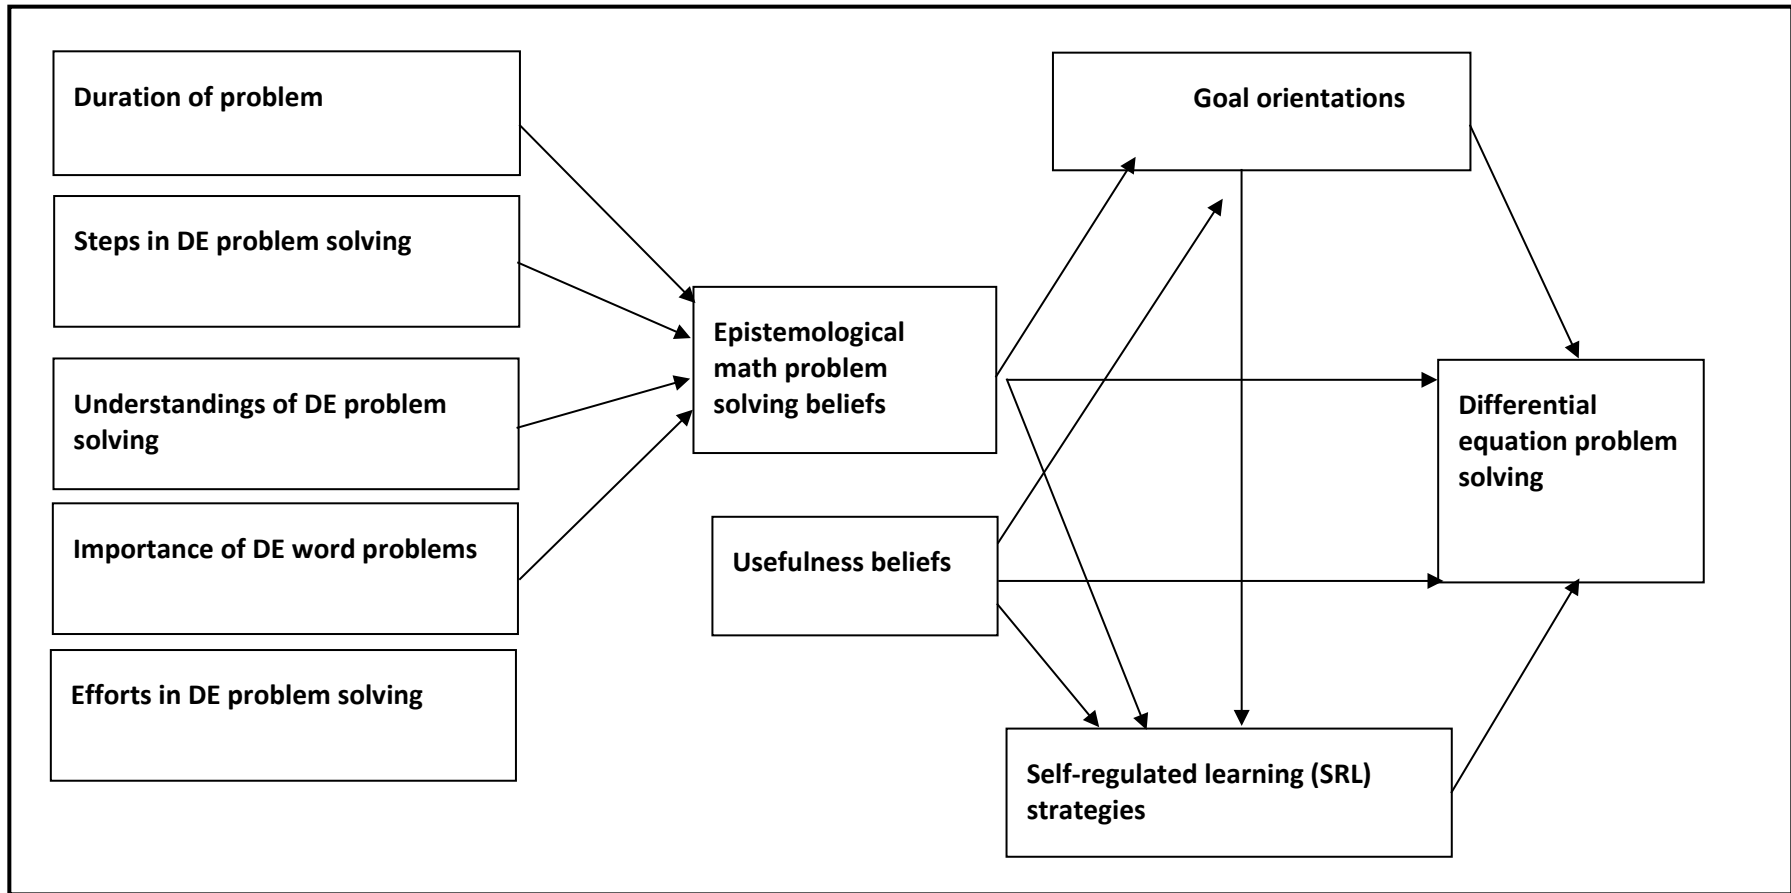 Duration of problem
Goal orientations
Steps in DE problem solving
Epistemological
math problem
solving beliefs
Understandings of DE problem
solving
Differential
equation problem
solving
Importance of DE word problems
Usefulness beliefs
Efforts in DE problem solving
Self-regulated learning (SRL)
strategies